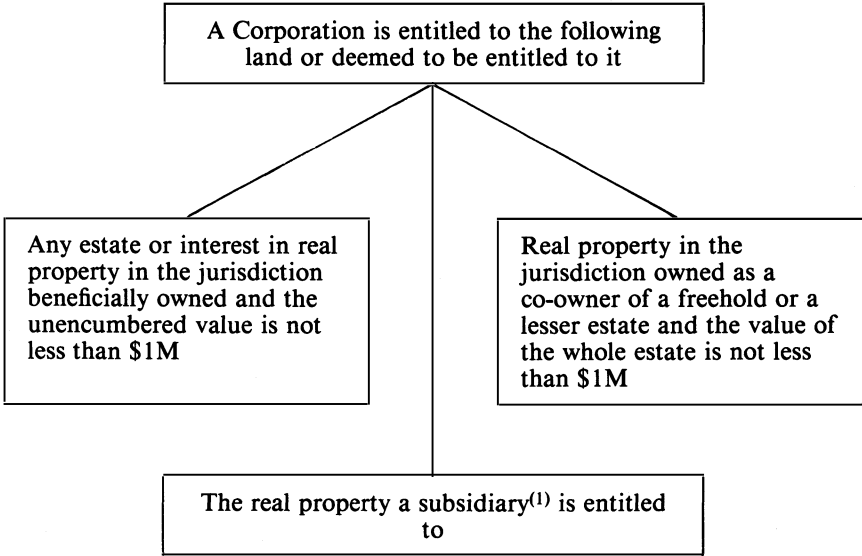 A Corporation is entitled to the following
land or deemed to be entitled to it
Any estate or interest in real
property in the jurisdiction
beneficially owned and the
unencumbered value is not
less than $1M
Real property in the
jurisdiction owned as a
co-owner of a freehold or a
lesser estate and the value of
the whole estate is not less
than $1M
The real property a subsidiary(1) is entitled
to